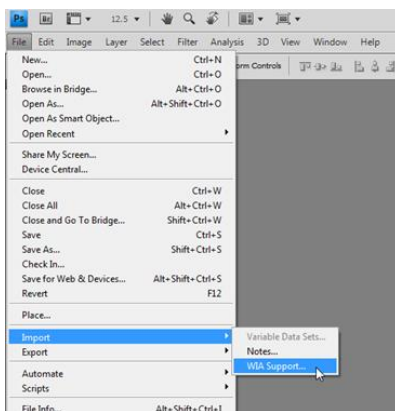 Ps Br 12.5
File Edit Image Layer Select Filter Analysis 3D View Window Help
New... Ctrl+N
Open... Ctrl+O
Browse in Bridge... Alt+Ctrl+O
Open As... Alt+Shift+Ctrl+O
Open As Smart Object...
Open Recent
Share My Screen...
Device Central...
Close Ctrl+W
Close All Alt+Ctrl+W
Close and Go To Bridge... Shift+Ctrl+W
Save Ctrl+S
Save As... Shift+Ctrl+S
Check In...
Save for Web & Devices... Alt+Shift+Ctrl+S
Revert F12
Place...
Import
Export
Automate
Scripts
File Info... Alt+Shift+Ctrl+I
Controls
Variable Data Sets...
Notes...
WIA Support...